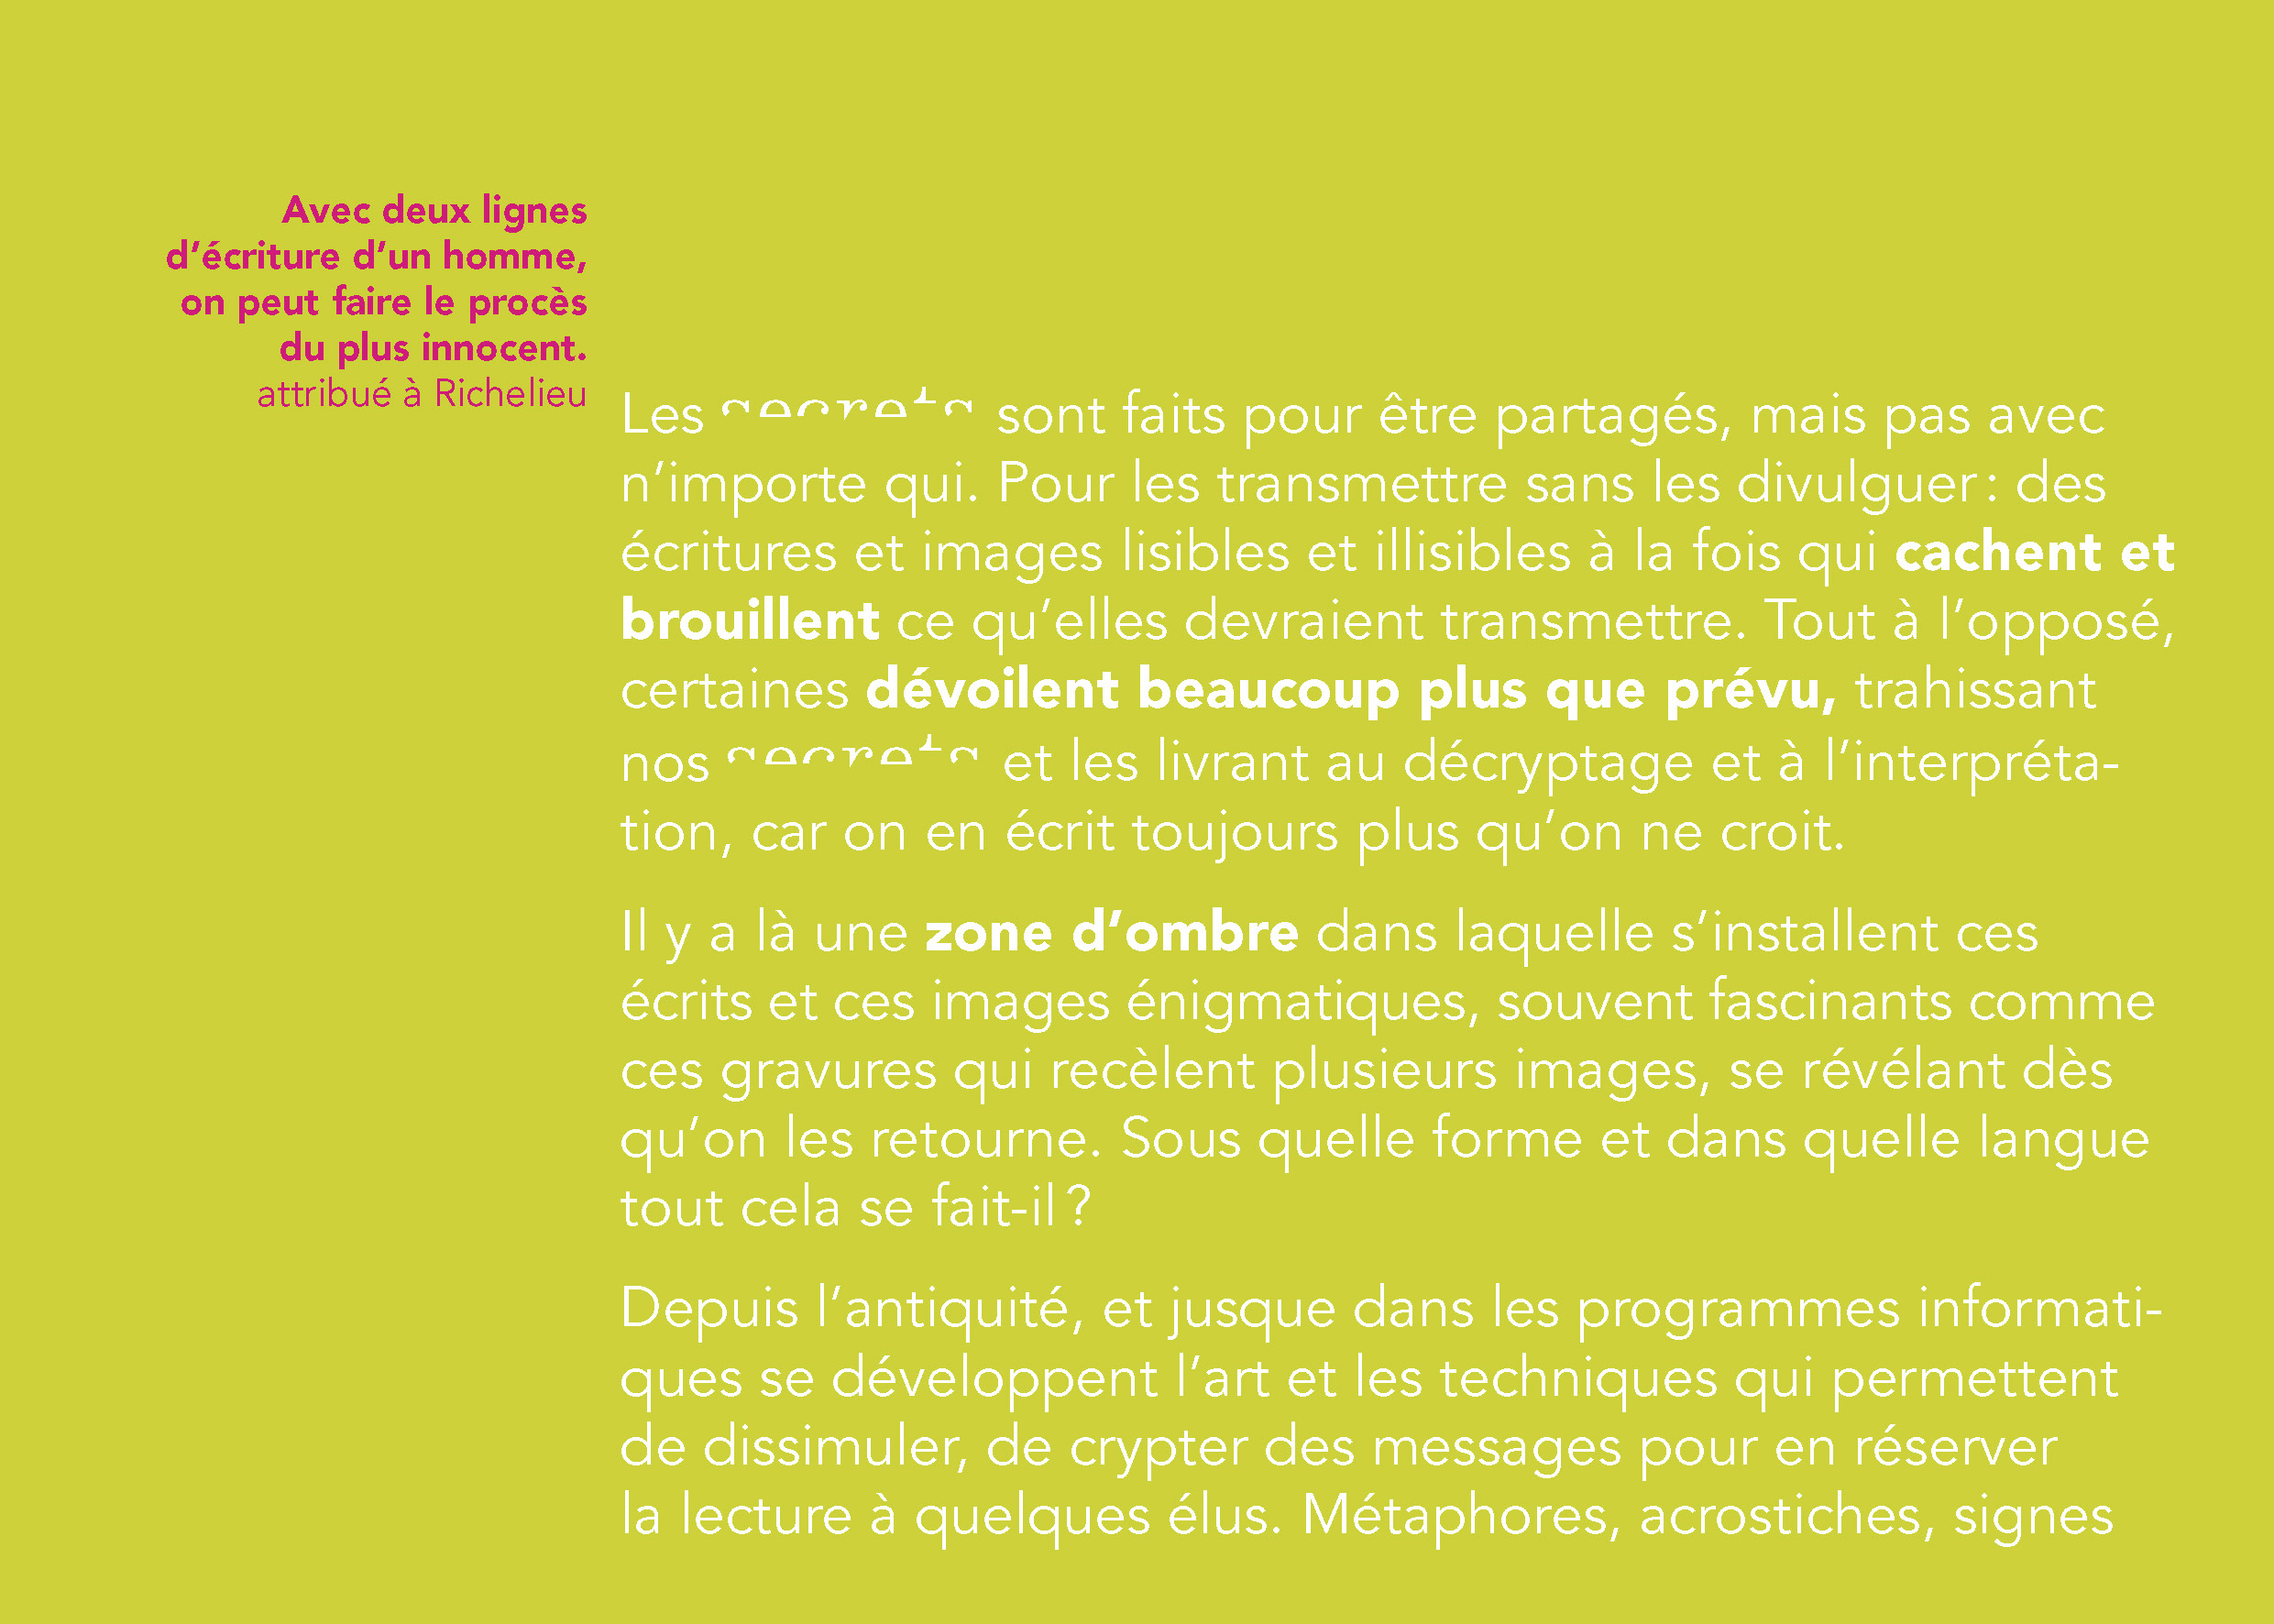 Avec deux lignes
d’écriture d’un homme,
on peut faire le procès
du plus innocent.
attribué à Richelieu
Les secrets sont faits pour être partagés, mais pas avec
n’importe qui. Pour les transmettre sans les divulguer : des
écritures et images lisibles et illisibles à la fois qui cachent et
brouillent ce qu’elles devraient transmettre. Tout à l’opposé,
certaines dévoilent beaucoup plus que prévu, trahissant
nos secrets et les livrant au décryptage et à l’interpréta-
tion, car on en écrit toujours plus qu’on ne croit.
Il y a là une zone d’ombre dans laquelle s’installent ces
écrits et ces images énigmatiques, souvent fascinants comme
ces gravures qui recèlent plusieurs images, se révélant dès
qu’on les retourne. Sous quelle forme et dans quelle langue
tout cela se fait-il ?
Depuis l’antiquité, et jusque dans les programmes informati-
ques se développent l’art et les techniques qui permettent
de dissimuler, de crypter des messages pour en réserver
la lecture à quelques élus. Métaphores, acrostiches, signes